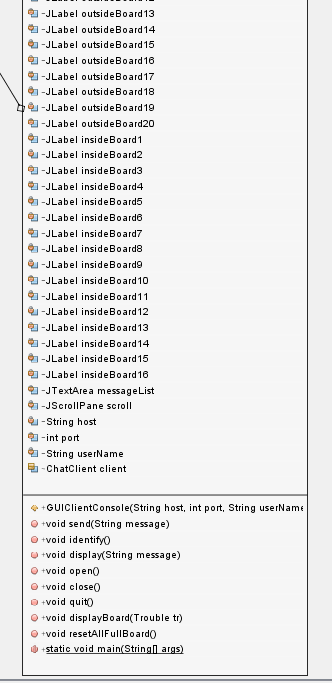 -JLabel outsideBoard13
-JLabel outsideBoard14
-JLabel outsideBoard15
-JLabel outsideBoard16
-JLabel outsideBoard17
-JLabel outsideBoard18
-JLabel outsideBoard19
-JLabel outsideBoard20
-JLabel insideBoard1
-JLabel insideBoard2
-JLabel insideBoard3
-JLabel insideBoard4
-JLabel insideBoard5
-JLabel insideBoard6
-JLabel insideBoard7
-JLabel insideBoard8
-JLabel insideBoard9
-JLabel insideBoard10
-JLabel insideBoard11
-JLabel insideBoard12
-JLabel insideBoard13
-JLabel insideBoard14
-JLabel insideBoard15
-JLabel insideBoard16
-JTextArea messageList
-JScrollPane scroll
-String host
-int port
-String userName
-ChatClient client
+GUIClientConsole(String host, int port, String userName
+void send(String message)
+void identify()
+void display(String message)
+void open()
+void close()
+void quit()
+void displayBoard(Trouble tr)
+void resetAllFullBoard()
+static void main(String[] args)